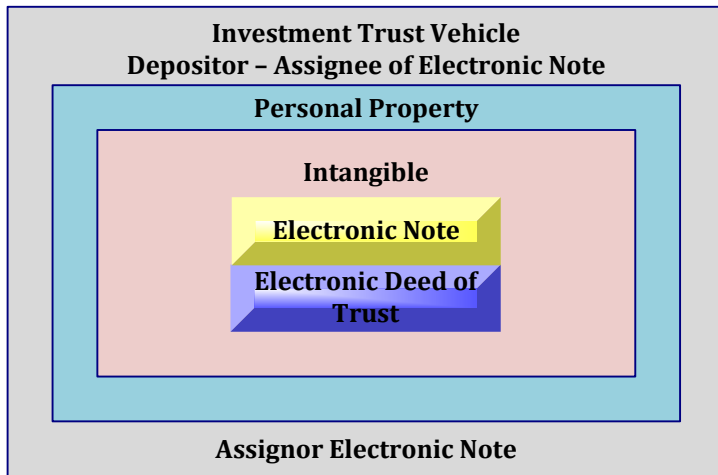 Investment Trust Vehicle
Depositor – Assignee of Electronic Note
Personal Property
Intangible
Electronic Note
Electronic Deed of
Trust
Assignor Electronic Note